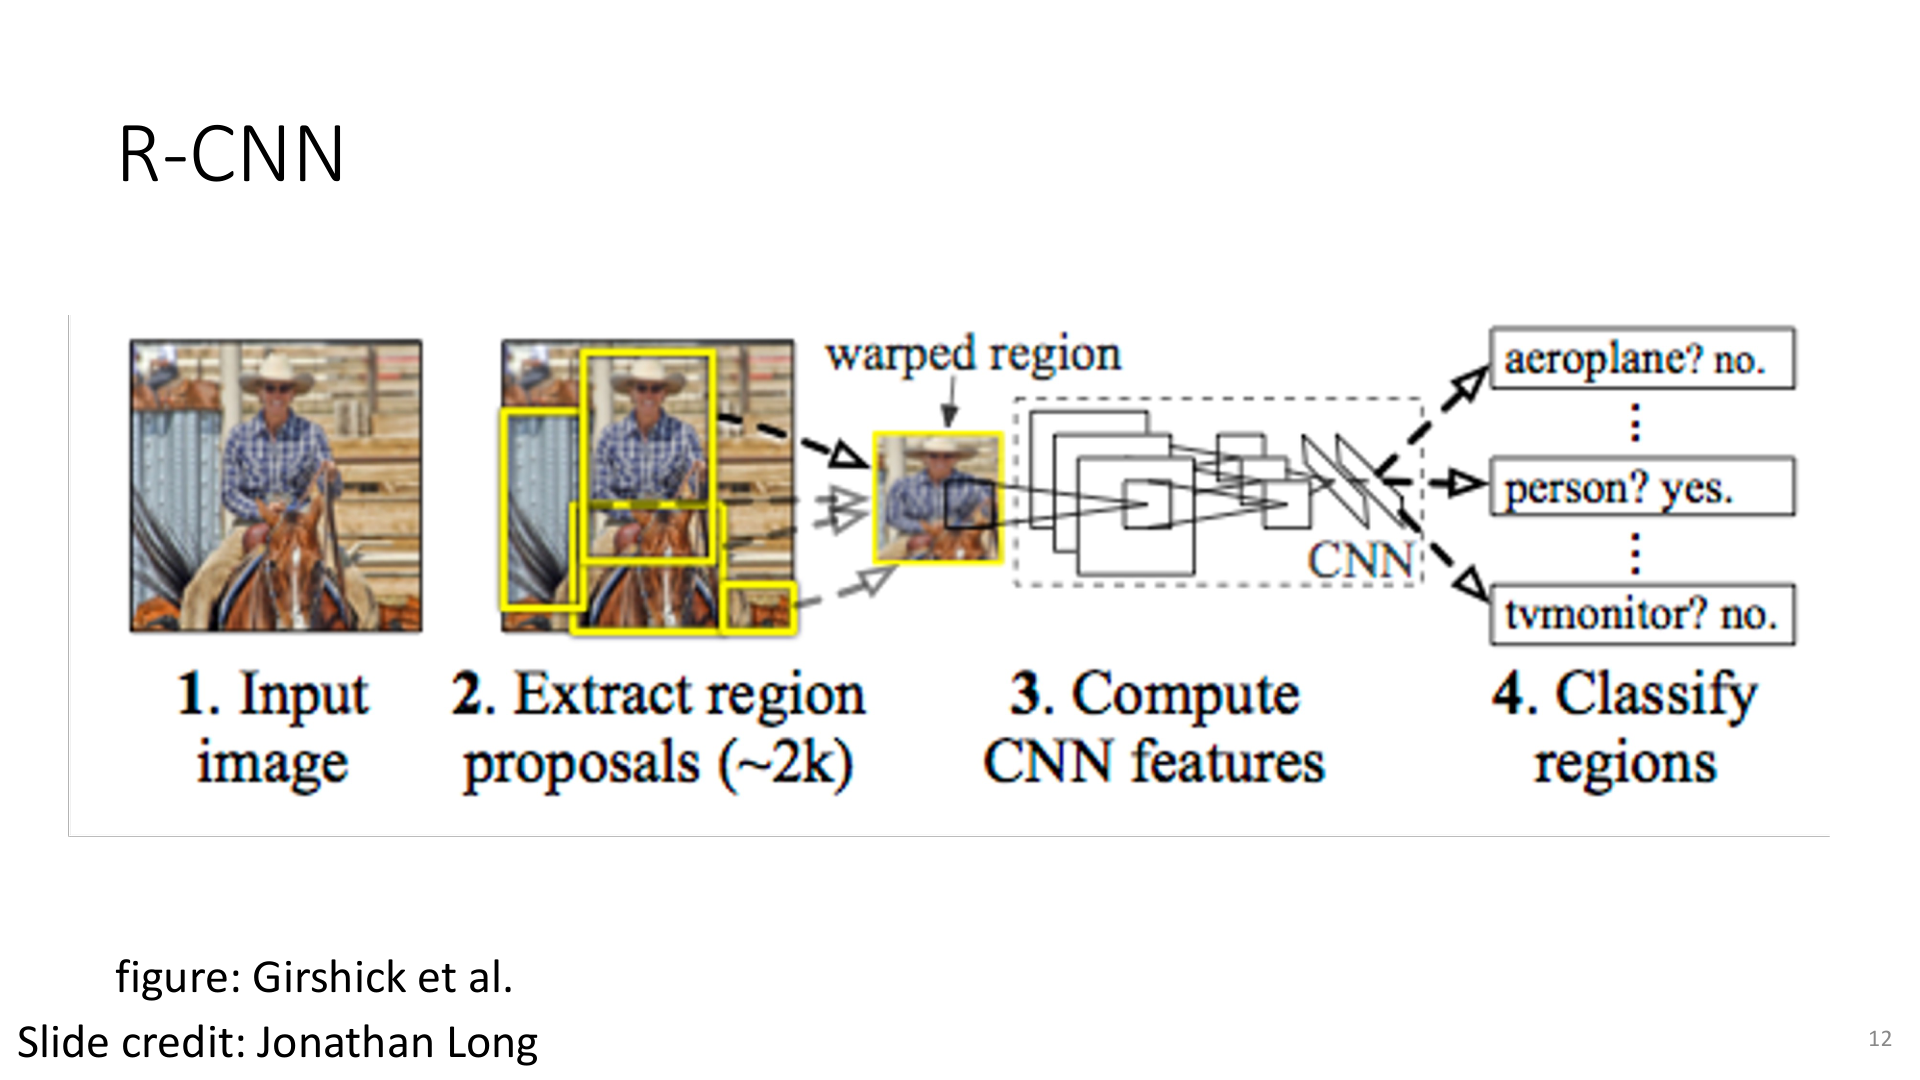 R-CNN
warped region
aeroplane? no.
person? yes.
CNN
tvmonitor? no.
1. Input
image
2. Extract region
proposals (~2k)
3. Compute
CNN features
4. Classify
regions
figure: Girshick et al.
Slide credit: Jonathan Long
12